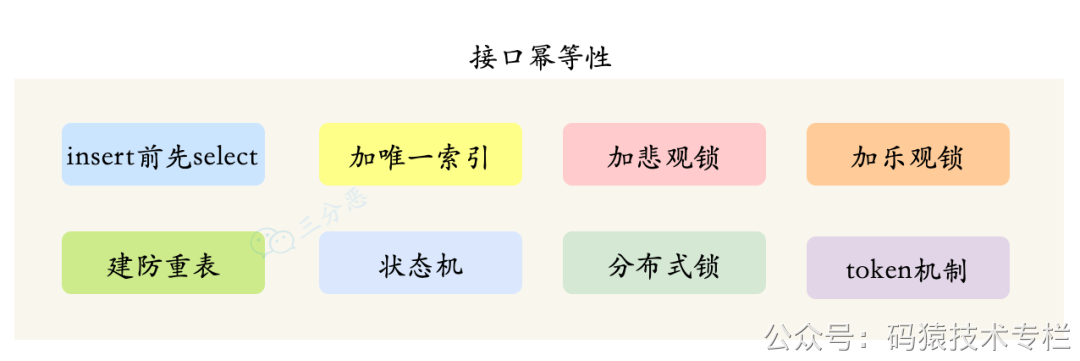 接口幂等性
insert前先select
加唯一索引
加悲观锁
加乐观锁
建防重表
状态机
分布式锁
token机制
三分恶
公众号：码猿技术专栏